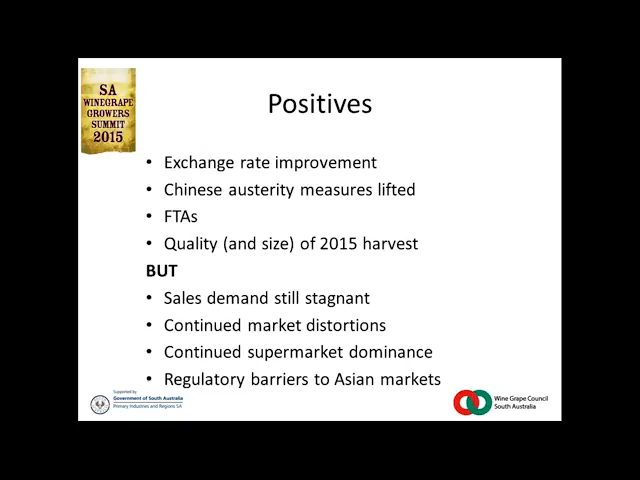 SA
WINEGRAPE
GROWERS
SUMMIT
2015
Positives
• Exchange rate improvement
• Chinese austerity measures lifted
• FTAs
• Quality (and size) of 2015 harvest
BUT
• Sales demand still stagnant
• Continued market distortions
• Continued supermarket dominance
• Regulatory barriers to Asian markets
Supported by
Government of South Australia
Primary Industries and Regions SA
Wine Grape Council
South Australia